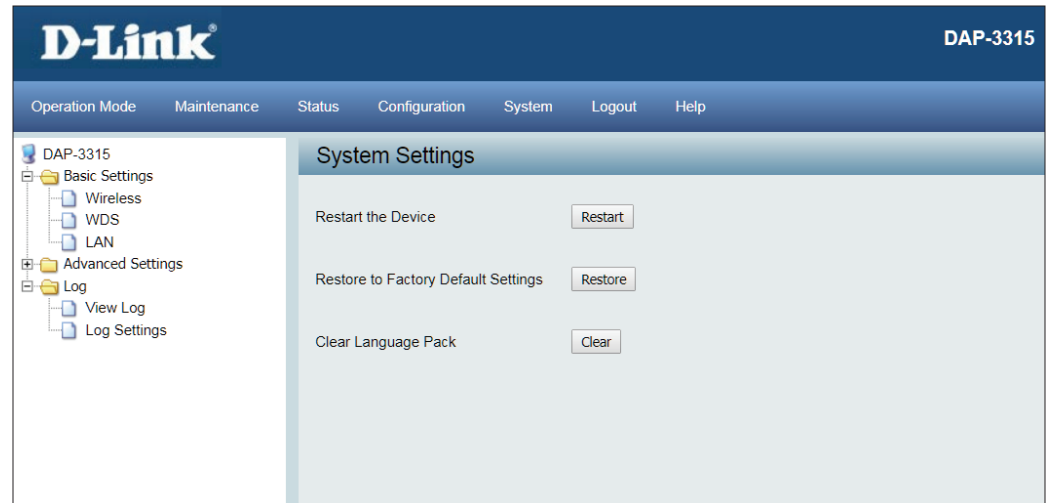 D-Link
DAP-3315
Operation Mode Maintenance Status Configuration System Logout Help
DAP-3315
Basic Settings
Wireless
WDS
LAN
Advanced Settings
Log
View Log
Log Settings
System Settings
Restart the Device Restart
Restore to Factory Default Settings Restore
Clear Language Pack Clear